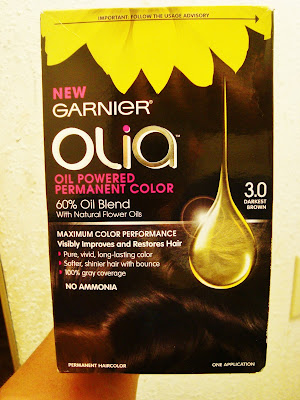 IMPORTANT: FOLLOW THE USAGE ADVISORY
NEW
GARNIER®
OLiA™
OIL POWERED
PERMANENT COLOR
60% Oil Blend
With Natural Flower Oils
3.0
DARKEST
BROWN
MAXIMUM COLOR PERFORMANCE
Visibly Improves and Restores Hair
• Pure, vivid, long-lasting color
• Softer, shinier hair with bounce
• 100% gray coverage
NO AMMONIA
PERMANENT HAIRCOLOR
ONE APPLICATION